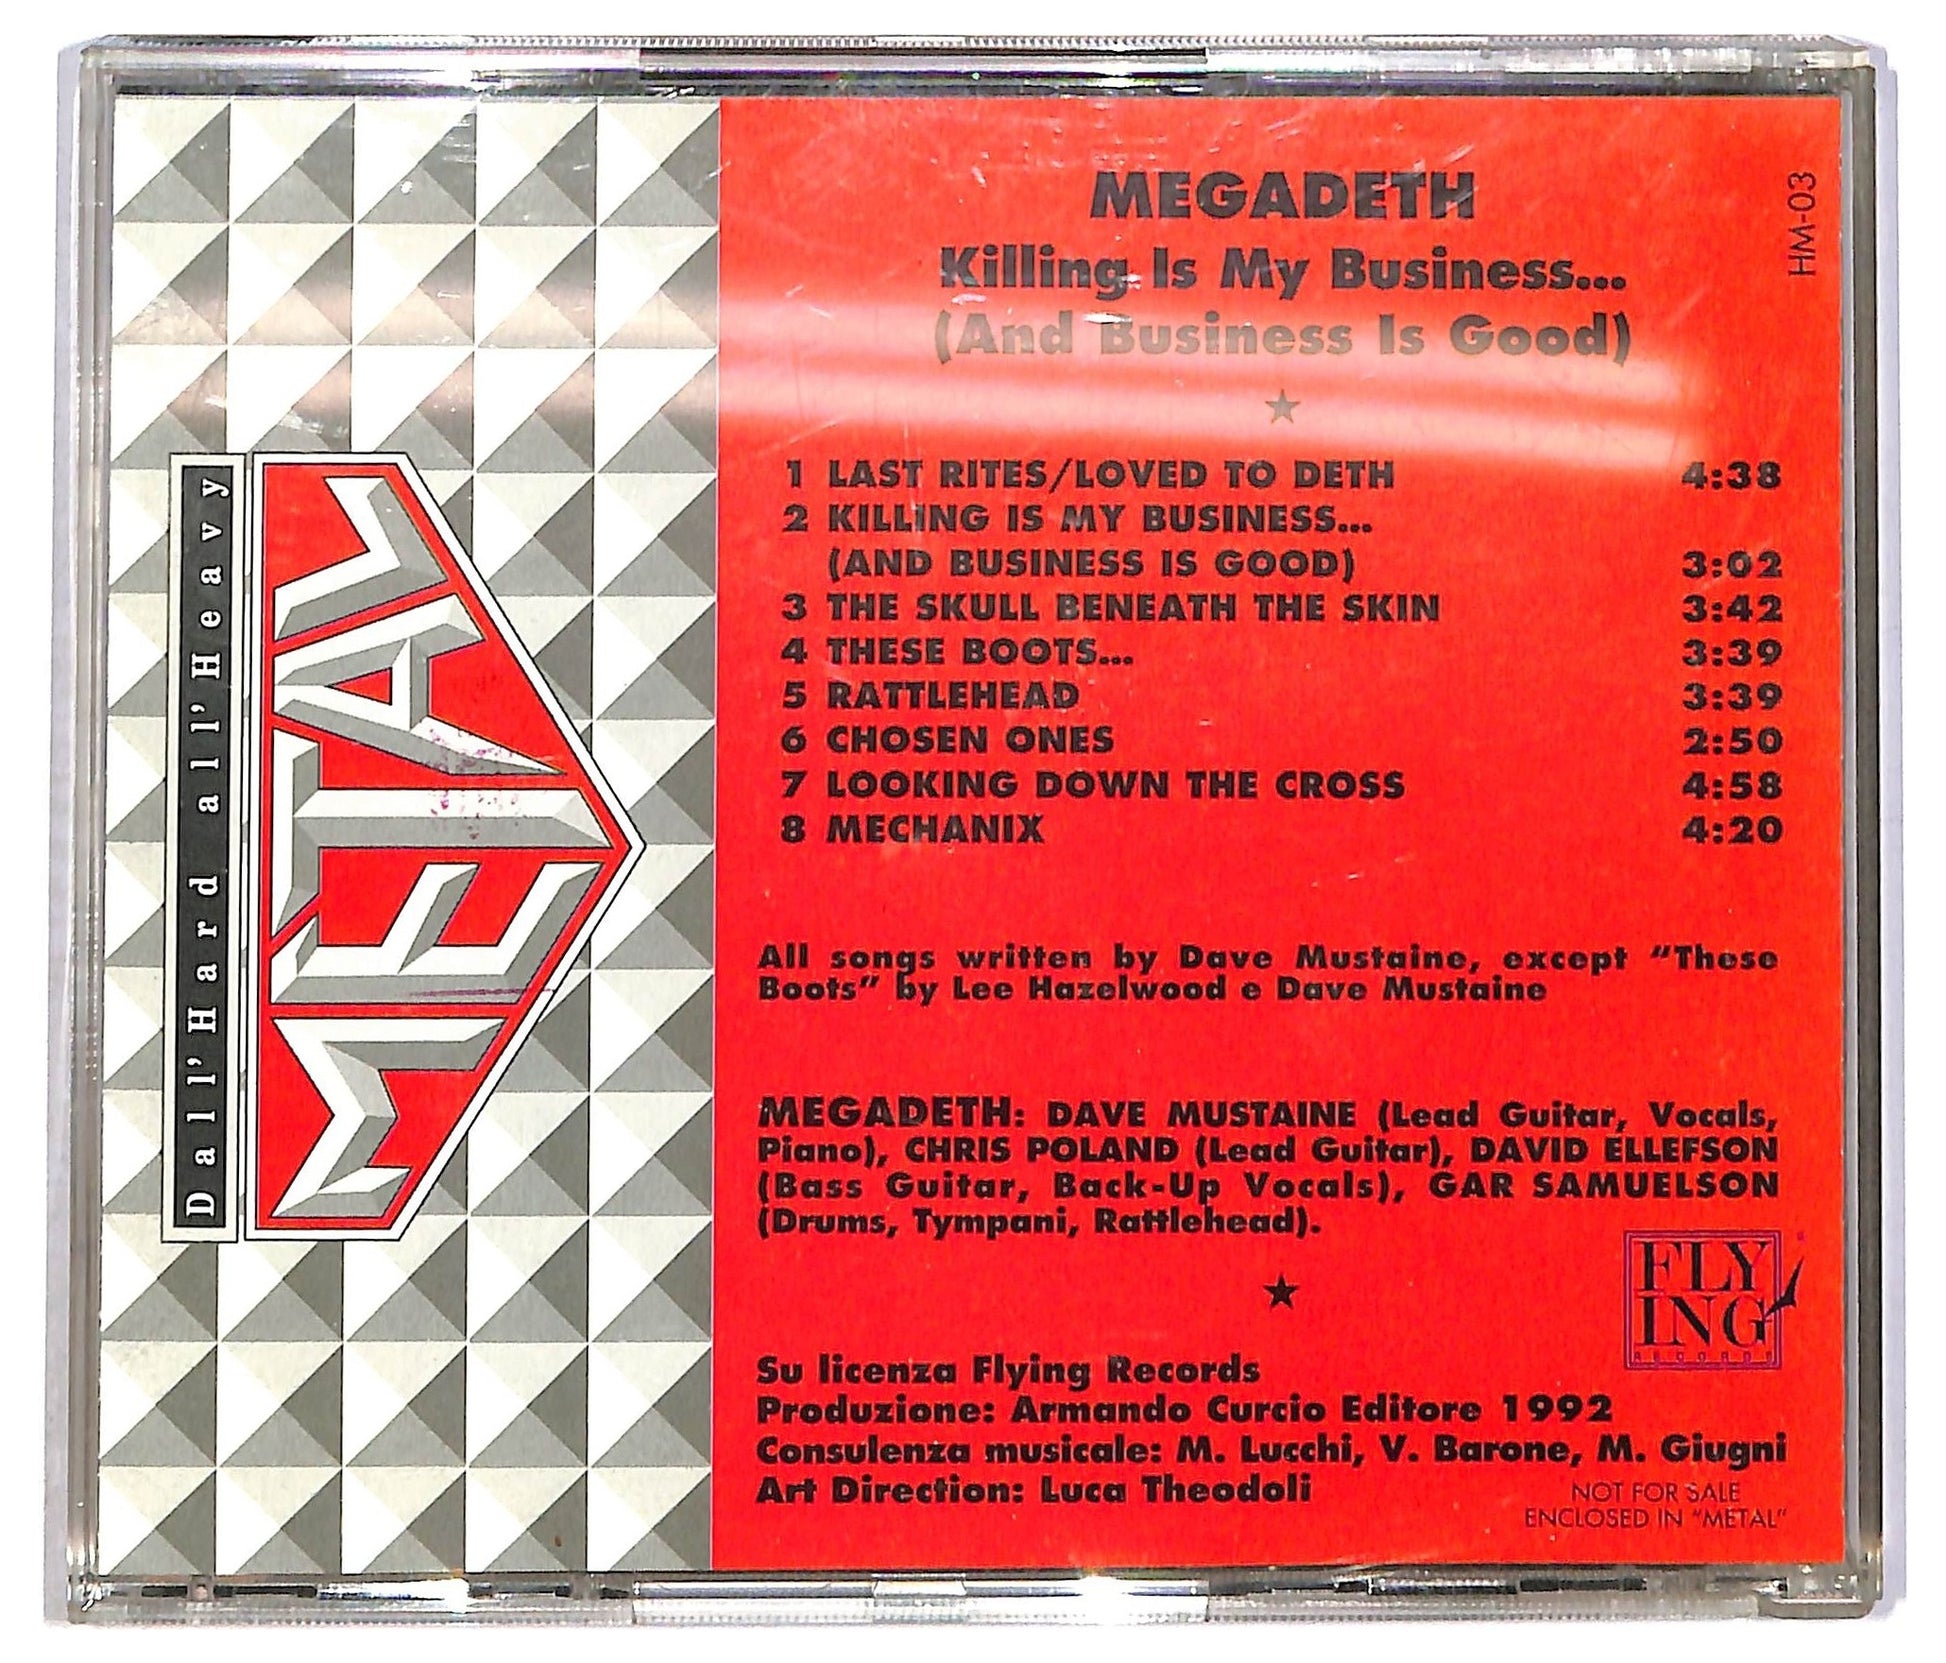 Dall'Hard all'Heavy
METAL
HM-03
MEGADETH
Killing Is My Business...
(And Business Is Good)
1 LAST RITES/LOVED TO DETH 4:38
2 KILLING IS MY BUSINESS...
(AND BUSINESS IS GOOD) 3:02
3 THE SKULL BENEATH THE SKIN 3:42
4 THESE BOOTS... 3:39
5 RATTLEHEAD 3:39
6 CHOSEN ONES 2:50
7 LOOKING DOWN THE CROSS 4:58
8 MECHANIX 4:20
All songs written by Dave Mustaine, except "These
Boots" by Lee Hazelwood e Dave Mustaine
MEGADETH: DAVE MUSTAINE (Lead Guitar, Vocals,
Piano), CHRIS POLAND (Lead Guitar), DAVID ELLEFSON
(Bass Guitar, Back-Up Vocals), GAR SAMUELSON
(Drums, Tympani, Rattlehead).
FLY
ING
RECORDS
Su licenza Flying Records
Produzione: Armando Curcio Editore 1992
Consulenza musicale: M. Lucchi, V. Barone, M. Giugni
Art Direction: Luca Theodoli
NOT FOR SALE
ENCLOSED IN "METAL"